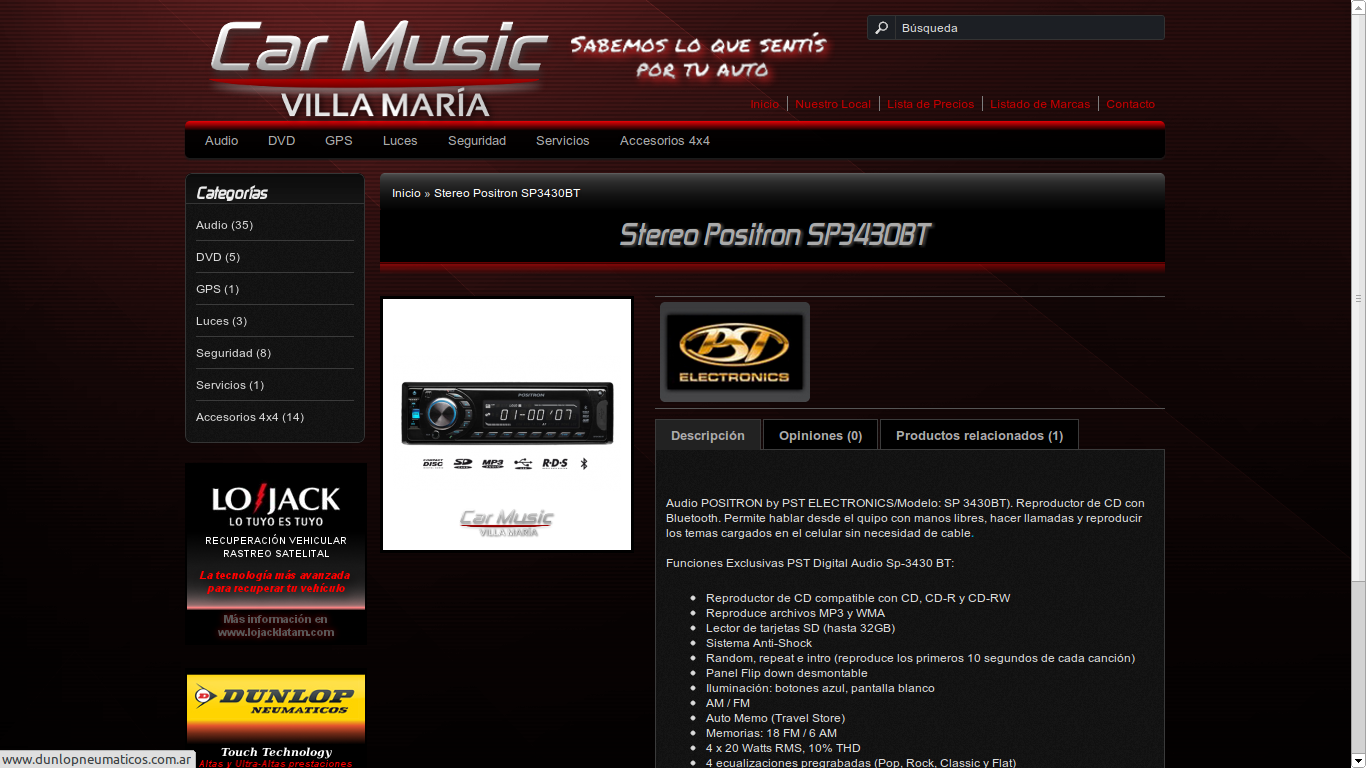 Car Music
VILLA MARÍA
SABEMOS LO QUE SENTÍS
POR TU AUTO
Búsqueda
Inicio
Nuestro Local
Lista de Precios
Listado de Marcas
Contacto
Audio
DVD
GPS
Luces
Seguridad
Servicios
Accesorios 4x4
Categorías
Audio (35)
DVD (5)
GPS (1)
Luces (3)
Seguridad (8)
Servicios (1)
Accesorios 4x4 (14)
LOJACK
LO TUYO ES TUYO
RECUPERACIÓN VEHICULAR
RASTREO SATELITAL
La tecnología más avanzada
para recuperar tu vehículo
Más información en
www.lojacklatam.com
DUNLOP
NEUMATICOS
Touch Technology
Altas y Ultra-Altas prestaciones
www.dunlopneumaticos.com.ar
Inicio » Stereo Positron SP3430BT
Stereo Positron SP3430BT
POSITRON
01-00'07
COMPACT
DISC
SD
MP3
R·D·S
Car Music
VILLA MARÍA
PST
ELECTRONICS
Descripción
Opiniones (0)
Productos relacionados (1)
Audio POSITRON by PST ELECTRONICS/Modelo: SP 3430BT). Reproductor de CD con
Bluetooth. Permite hablar desde el quipo con manos libres, hacer llamadas y reproducir
los temas cargados en el celular sin necesidad de cable.
Funciones Exclusivas PST Digital Audio Sp-3430 BT:
Reproductor de CD compatible con CD, CD-R y CD-RW
Reproduce archivos MP3 y WMA
Lector de tarjetas SD (hasta 32GB)
Sistema Anti-Shock
Random, repeat e intro (reproduce los primeros 10 segundos de cada canción)
Panel Flip down desmontable
Iluminación: botones azul, pantalla blanco
AM / FM
Auto Memo (Travel Store)
Memorias: 18 FM / 6 AM
4 x 20 Watts RMS, 10% THD
4 ecualizaciones pregrabadas (Pop, Rock, Classic y Flat)